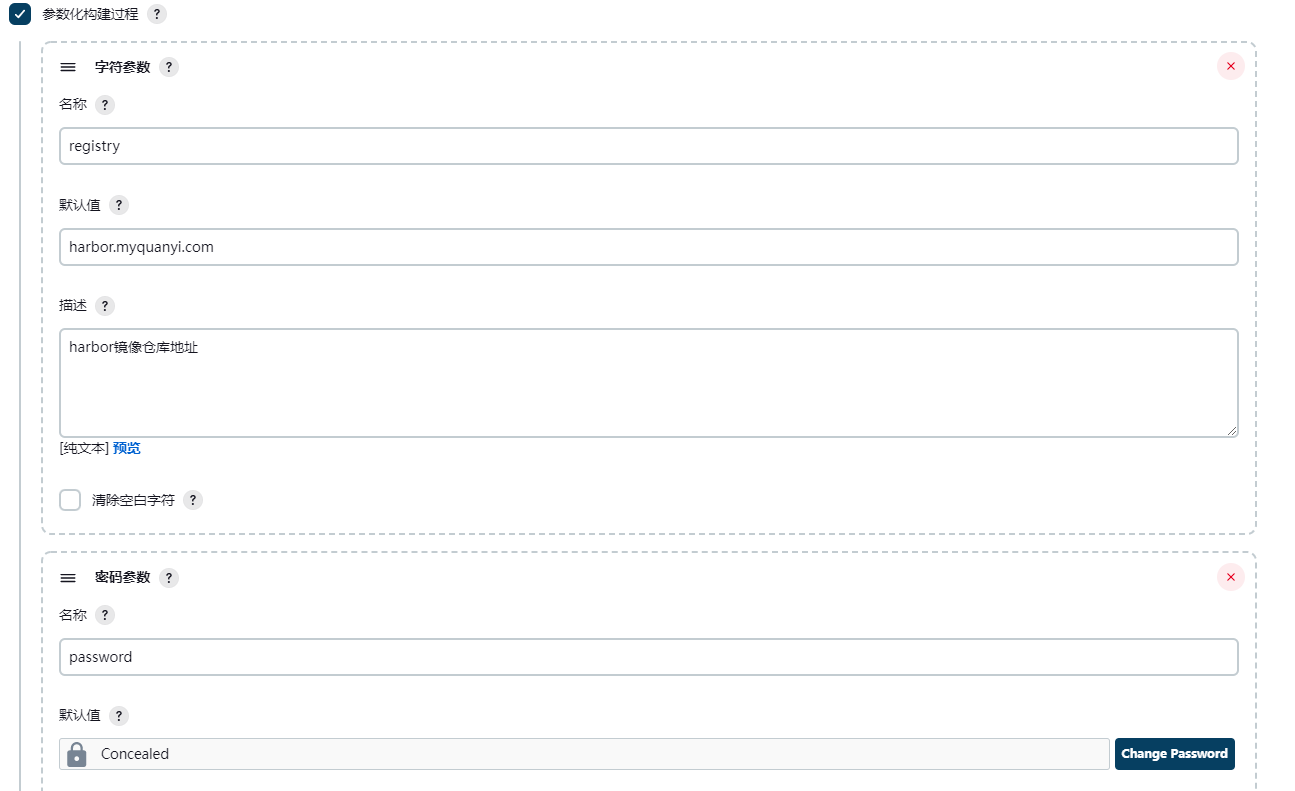 参数化构建过程 ?
字符参数 ?
名称 ?
registry
默认值 ?
harbor.myquanyi.com
描述 ?
harbor镜像仓库地址
[纯文本] 预览
清除空白字符 ?
密码参数 ?
名称 ?
password
默认值 ?
Concealed Change Password